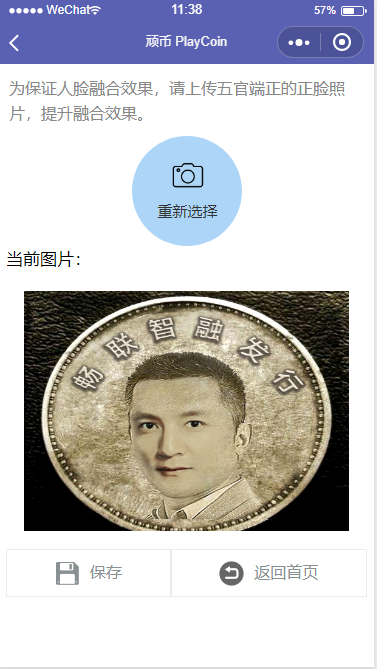 WeChat 11:38 57%
顽币 PlayCoin
为保证人脸融合效果，请上传五官端正的正脸照
片，提升融合效果。
重新选择
当前图片：
畅联智融发行
保存 返回首页